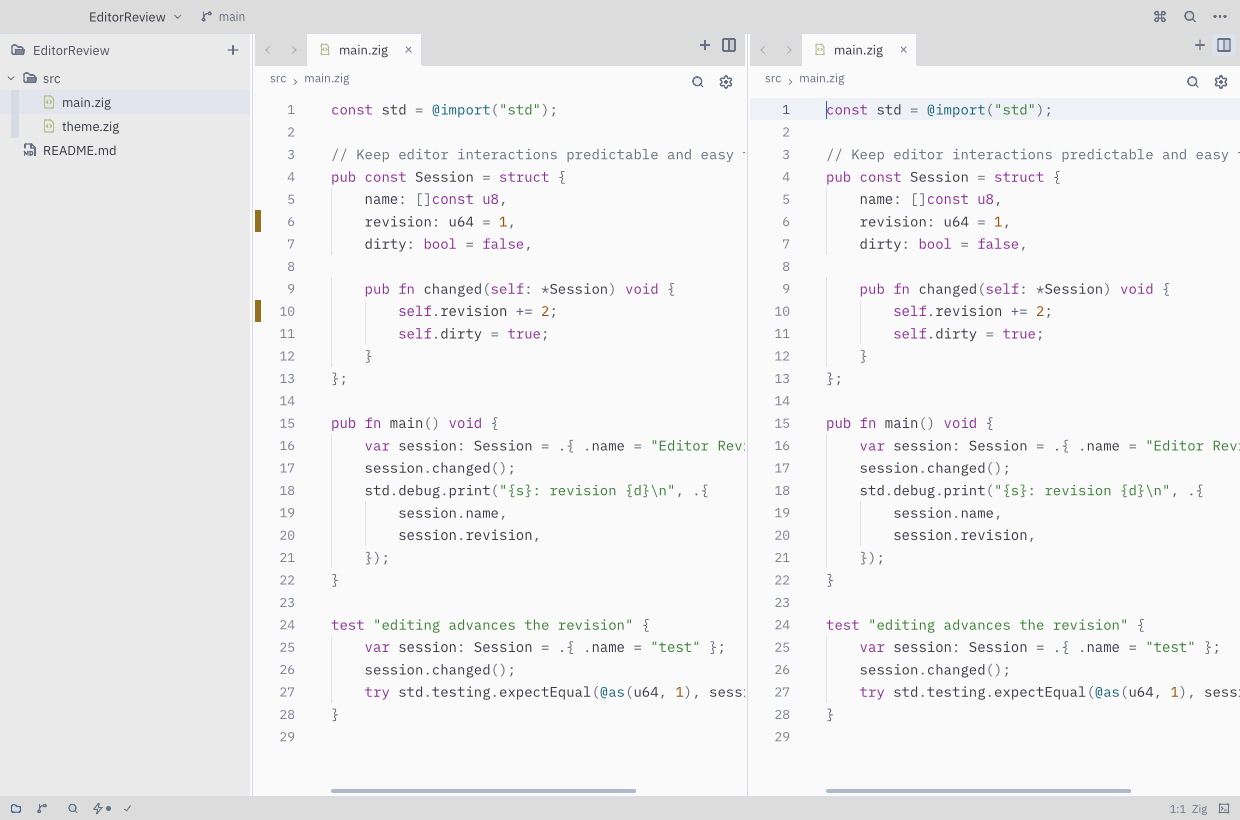 EditorReview
main
EditorReview
src
main.zig
theme.zig
README.md
main.zig
src > main.zig
1 const std = @import("std");
2
3 // Keep editor interactions predictable and easy
4 pub const Session = struct {
5 name: []const u8,
6 revision: u64 = 1,
7 dirty: bool = false,
8
9 pub fn changed(self: *Session) void {
10 self.revision += 2;
11 self.dirty = true;
12 }
13 };
14
15 pub fn main() void {
16 var session: Session = .{ .name = "Editor Rev
17 session.changed();
18 std.debug.print("{s}: revision {d}\n", .{
19 session.name,
20 session.revision,
21 });
22 }
23
24 test "editing advances the revision" {
25 var session: Session = .{ .name = "test" };
26 session.changed();
27 try std.testing.expectEqual(@as(u64, 1), sess
28 }
29
main.zig
src > main.zig
1 const std = @import("std");
2
3 // Keep editor interactions predictable and easy
4 pub const Session = struct {
5 name: []const u8,
6 revision: u64 = 1,
7 dirty: bool = false,
8
9 pub fn changed(self: *Session) void {
10 self.revision += 2;
11 self.dirty = true;
12 }
13 };
14
15 pub fn main() void {
16 var session: Session = .{ .name = "Editor Rev
17 session.changed();
18 std.debug.print("{s}: revision {d}\n", .{
19 session.name,
20 session.revision,
21 });
22 }
23
24 test "editing advances the revision" {
25 var session: Session = .{ .name = "test" };
26 session.changed();
27 try std.testing.expectEqual(@as(u64, 1), sess
28 }
29
1:1 Zig